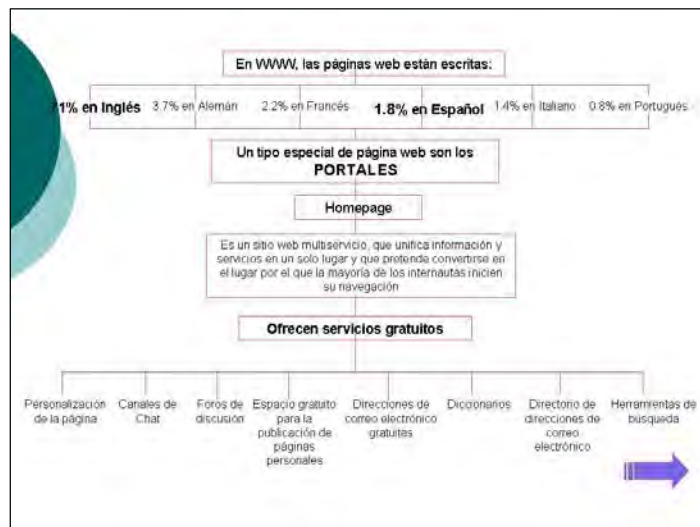 En WWW, las páginas web están escritas:
en Inglés
3.7% en Alemán
2.2% en Francés
1.8% en Español
1.4% en Italiano
0.8% en Portugués
Un tipo especial de página web son los
PORTALES
Homepage
Es un sitio web multiservicio, que unifica información y
servicios en un solo lugar y que pretende convertirse en
el lugar por el que la mayoría de los internautas inicien
su navegación
Ofrecen servicios gratuitos
Personalización
de la página
Canales de
Chat
Foros de
discusión
Espacio gratuito
para la
publicación de
páginas
personales
Direcciones de
correo electrónico
gratuitas
Diccionarios
Directorio de
direcciones de
correo
electrónico
Herramientas de
búsqueda